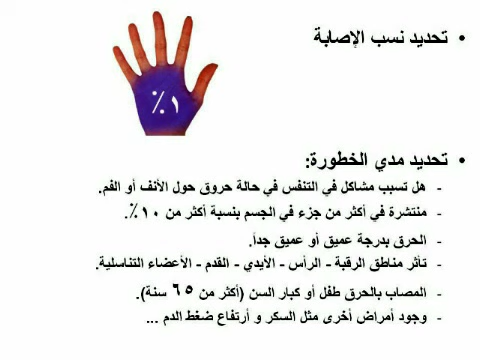 • تحديد نسب الإصابة
١٪
• تحديد مدي الخطورة:
- هل تسبب مشاكل في التنفس في حالة حروق حول الأنف أو الفم.
- منتشرة في أكثر من جزء في الجسم بنسبة أكثر من ١٠٪.
- الحرق بدرجة عميق أو عميق جداً.
- تأثر مناطق الرقبة - الرأس - الأيدي - القدم - الأعضاء التناسلية.
- المصاب بالحرق طفل أو كبار السن (أكثر من ٦٥ سنة).
- وجود أمراض أخرى مثل السكر و أرتفاع ضغط الدم ...